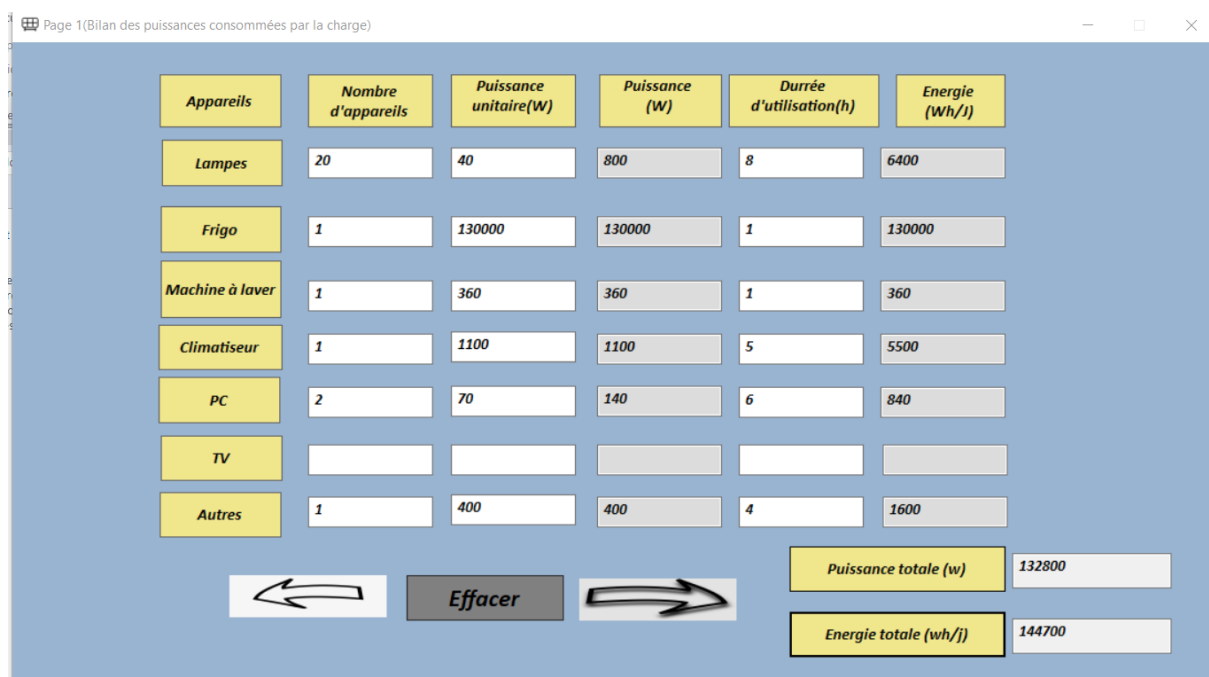 Page 1(Bilan des puissances consommées par la charge)
Appareils
Nombre
d'appareils
Puissance
unitaire(W)
Puissance
(W)
Durrée
d'utilisation(h)
Energie
(Wh/J)
Lampes 20 40 800 8 6400
Frigo 1 130000 130000 1 130000
Machine à laver 1 360 360 1 360
Climatiseur 1 1100 1100 5 5500
PC 2 70 140 6 840
TV
Autres 1 400 400 4 1600
Effacer
Puissance totale (w) 132800
Energie totale (wh/j) 144700